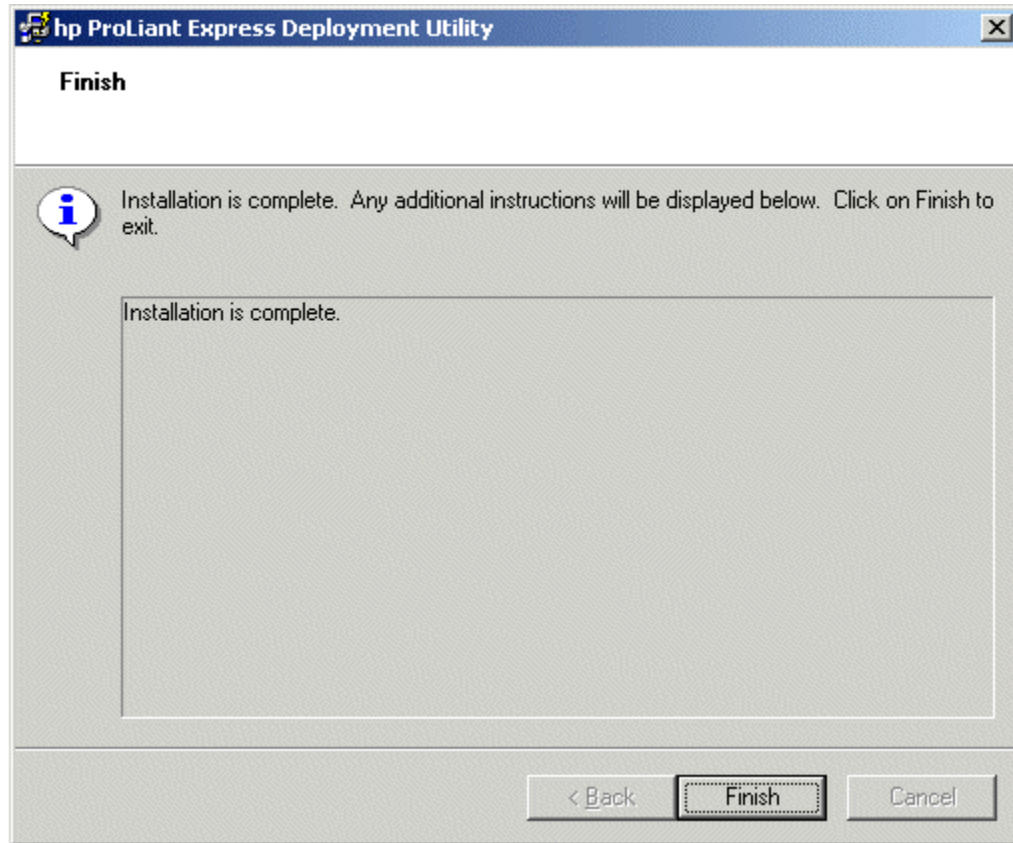 hp ProLiant Express Deployment Utility
Finish
Installation is complete. Any additional instructions will be displayed below. Click on Finish to
exit.
Installation is complete.
< Back
Finish
Cancel